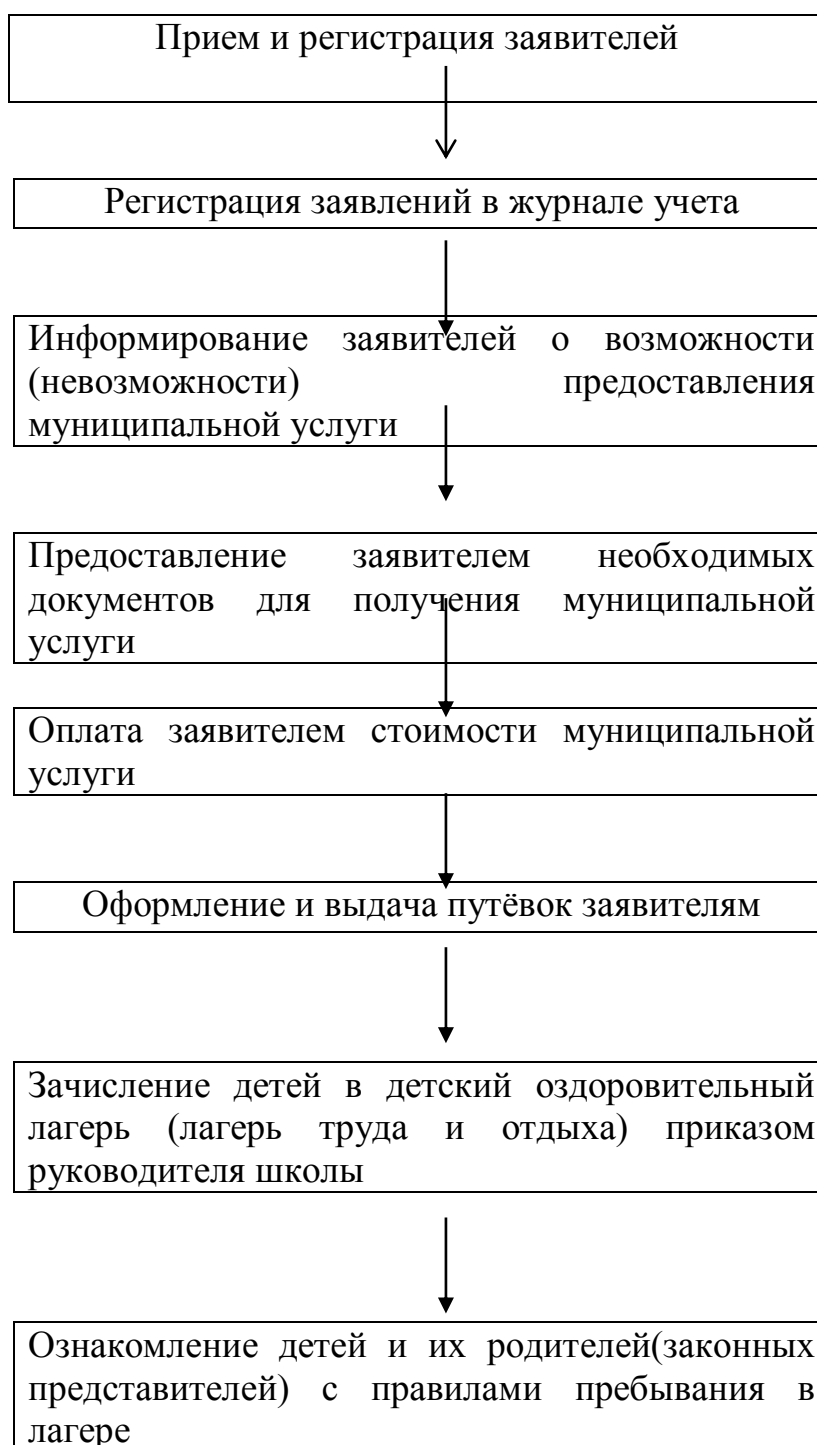 Прием и регистрация заявителей
Регистрация заявлений в журнале учета
Информирование заявителей о возможности
(невозможности) предоставления
муниципальной услуги
Предоставление заявителем необходимых
документов для получения муниципальной
услуги
Оплата заявителем стоимости муниципальной
услуги
Оформление и выдача путёвок заявителям
Зачисление детей в детский оздоровительный
лагерь (лагерь труда и отдыха) приказом
руководителя школы
Ознакомление детей и их родителей(законных
представителей) с правилами пребывания в
лагере